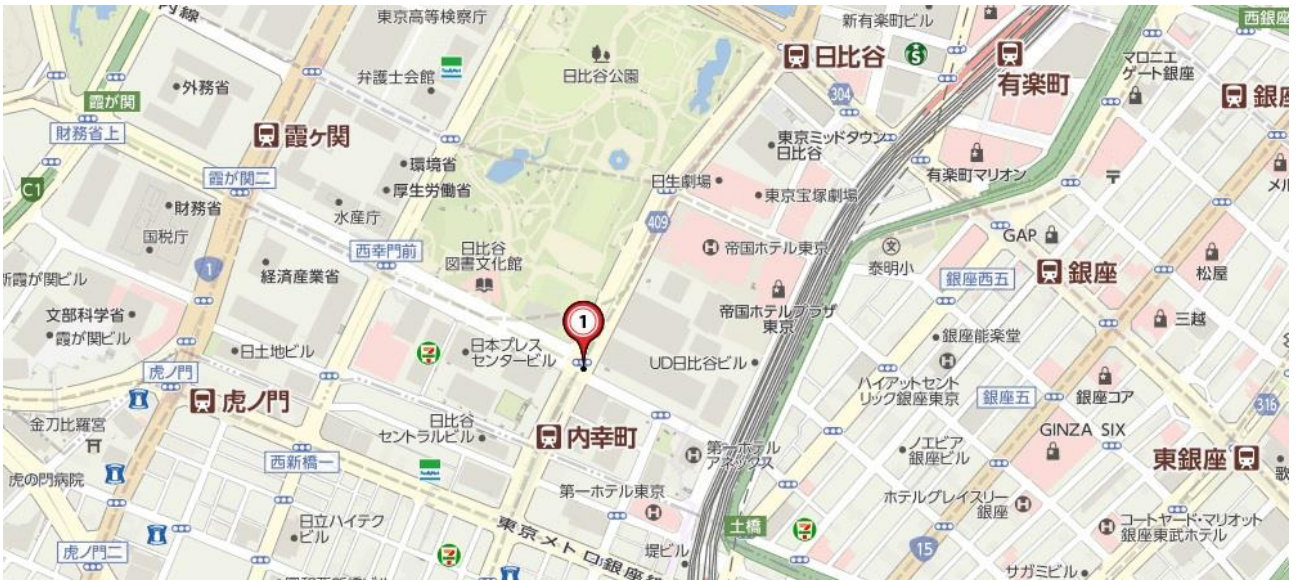 内線
東京高等検察庁
新有楽町ビル
西銀座
日比谷
S
有楽町
マロニエ
ゲート銀座
銀座
外務省
弁護士会館
FamilyMart
日比谷公園
304
霞が関
財務省上
霞ヶ関
環境省
厚生労働省
東京ミッドタウン
日比谷
有楽町マリオン
〒
C1
霞が関二
日生劇場
東京宝塚劇場
財務省
水産庁
409
国税庁
西幸門前
日比谷
図書文化館
H
帝国ホテル東京
文
泰明小
GAP
松屋
新霞が関ビル
1
経済産業省
銀座西五
銀座
文部科学省
霞が関ビル
1
帝国ホテルプラザ
東京
三越
日土地ビル
7
日本プレス
センタービル
UD日比谷ビル
銀座能楽堂
H
虎ノ門
虎ノ門
ハイアットセント
リック銀座東京
銀座五
銀座コア
316
金刀比羅宮
日比谷
セントラルビル
内幸町
H
第一ホテル
アネックス
ノエビア
銀座ビル
GINZA SIX
東銀座
歌
西新橋一
FamilyMart
虎の門病院
第一ホテル東京
H
ホテルグレイスリー
銀座
H
日立ハイテク
ビル
東京メトロ銀座線
土橋
7
H
コートヤード・マリオット
銀座東武ホテル
虎ノ門二
7
堤ビル
15
サガミビル